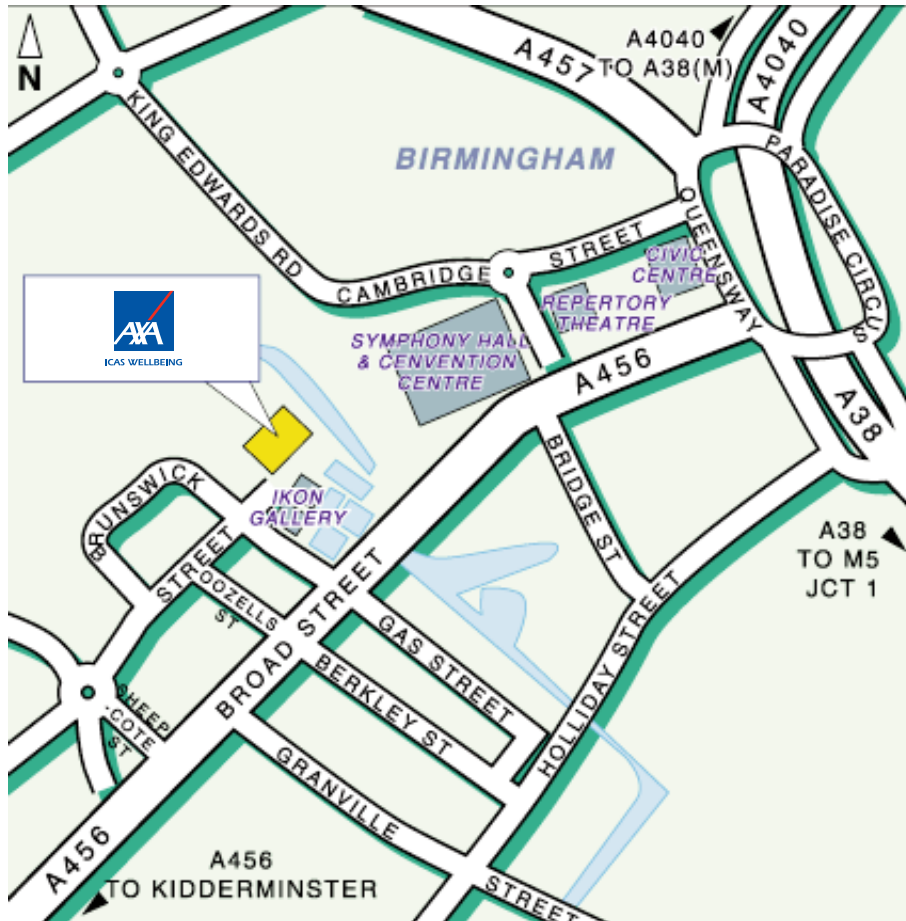 N
A4040
TO A38(M)
A457
A4040
KING EDWARDS RD
BIRMINGHAM
PARADISE CIRCUS
QUEENSWAY
CAMBRIDGE
STREET
CIVIC
CENTRE
REPERTORY
THEATRE
SYMPHONY HALL
& CENVENTION
CENTRE
AXA
ICAS WELLBEING
A456
A38
BRIDGE ST
BRUNSWICK
STREET
IKON
GALLERY
A38
TO M5
JCT 1
OOZELLS
ST
BROAD STREET
GAS STREET
BERKLEY ST
HOLLIDAY STREET
SHEEP
-COTE
ST
GRANVILLE
STREET
A456
A456
TO KIDDERMINSTER